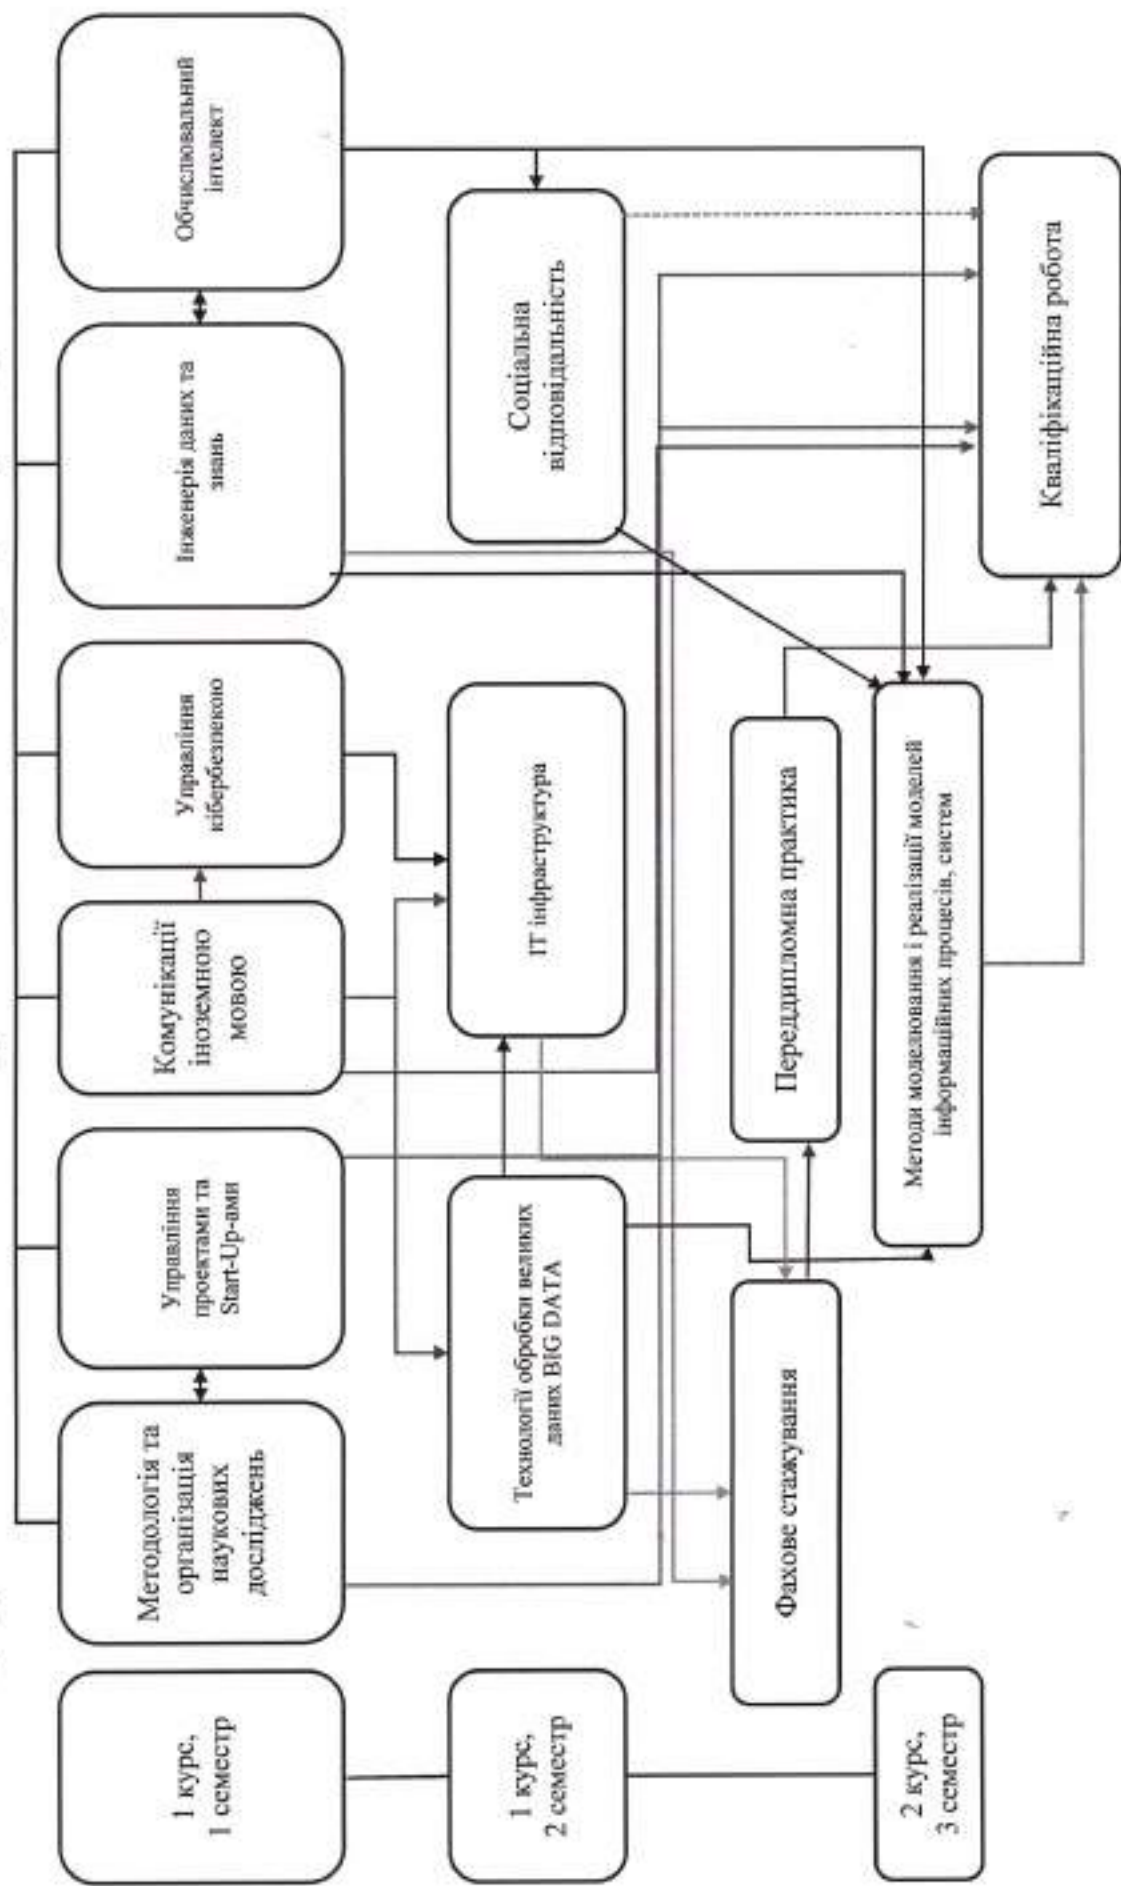 1 курс,
1 семестр
Методологія та
організація
наукових
досліджень
Управління
проектами та
Start-Up-ами
Комунікації
іноземною
мовою
Управління
кібербезпекою
Інженерія даних та
знань
Обчислювальний
інтелект
1 курс,
2 семестр
Технології обробки великих
даних BIG DATA
ІТ інфраструктура
Соціальна
відповідальність
Фахове стажування
Переддипломна практика
2 курс,
3 семестр
Методи моделювання і реалізації моделей
інформаційних процесів, систем
Кваліфікаційна робота